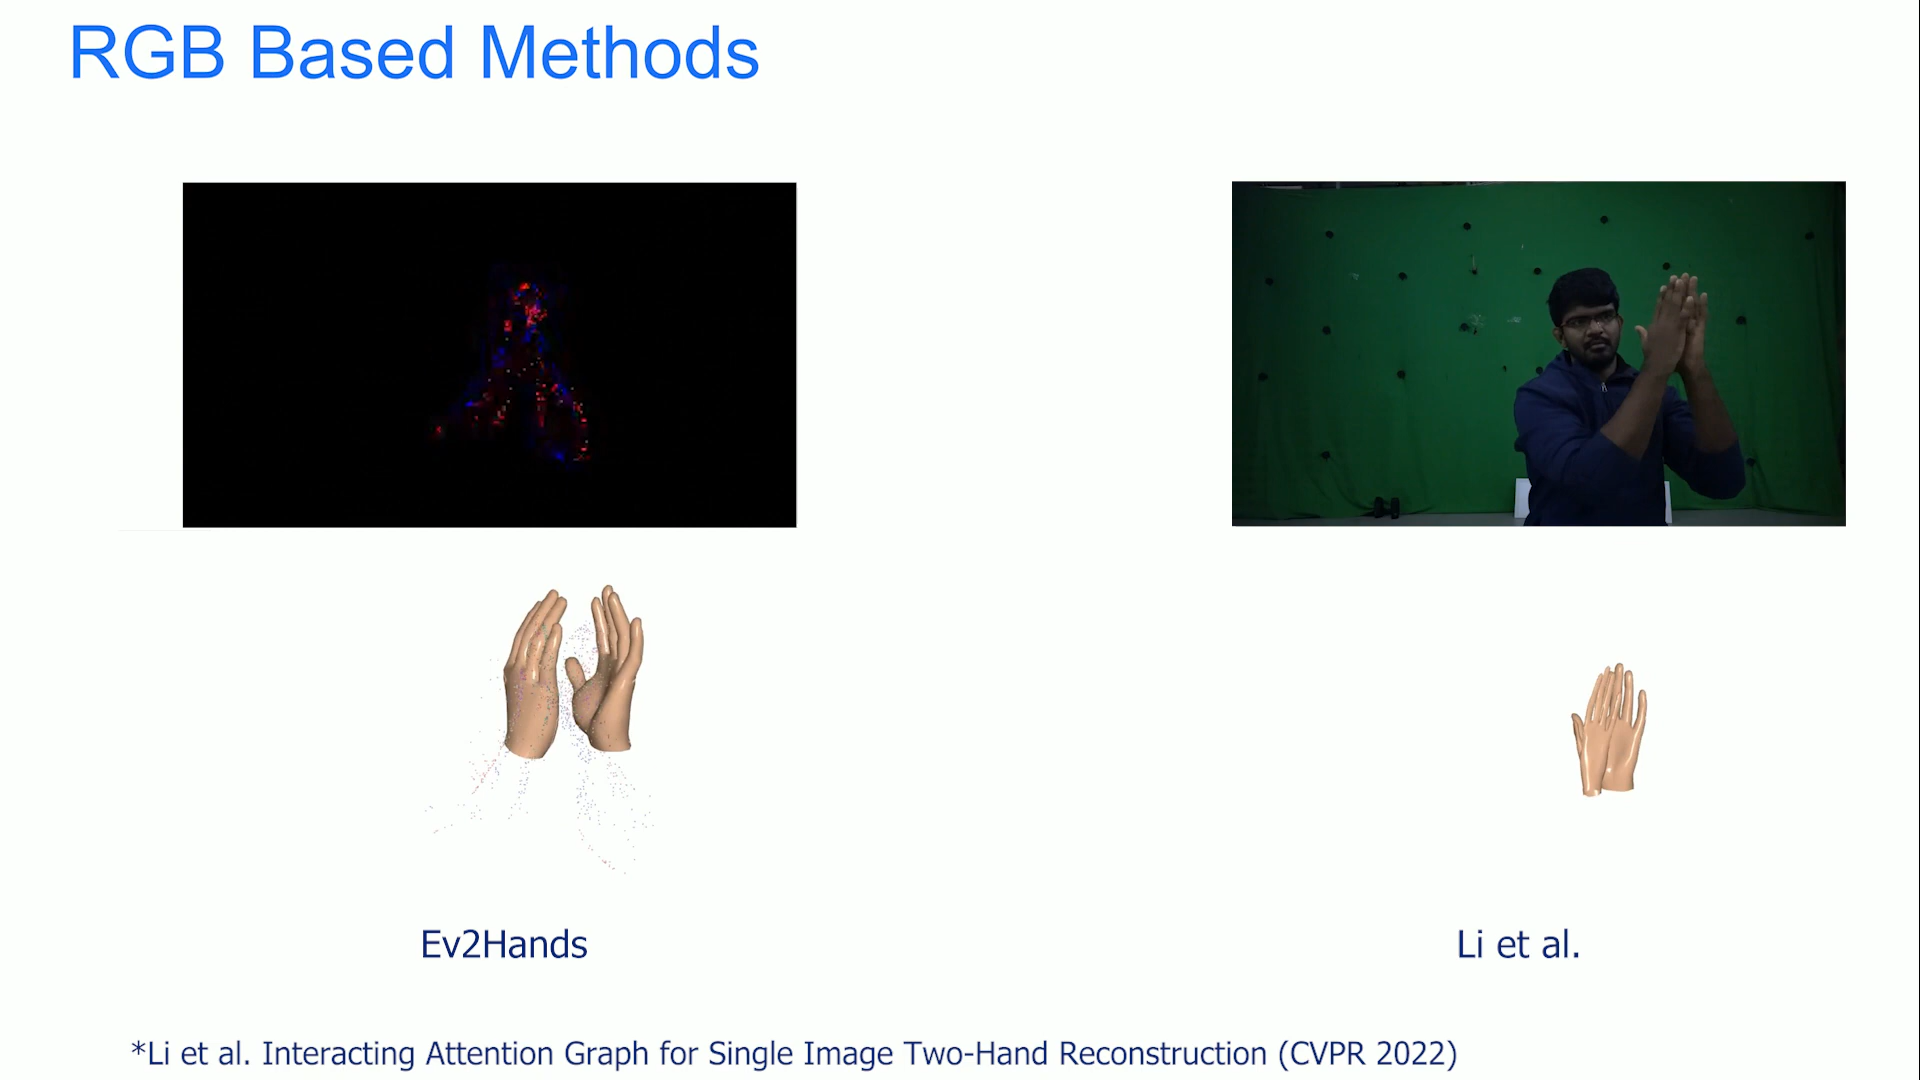 RGB Based Methods
Ev2Hands
Li et al.
*Li et al. Interacting Attention Graph for Single Image Two-Hand Reconstruction (CVPR 2022)